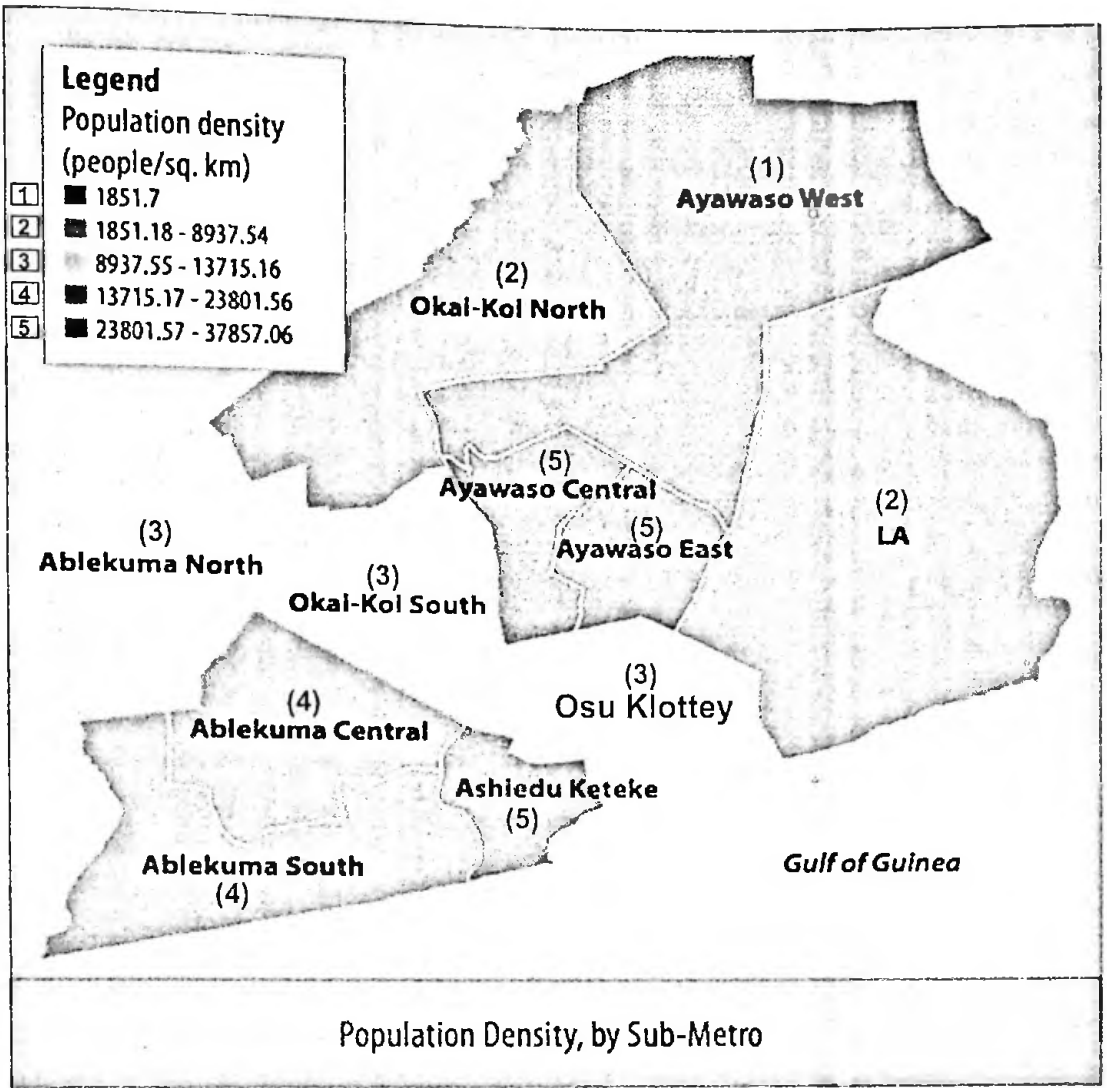 Legend
Population density
(people/sq. km)
1 1851.7
2 1851.18 - 8937.54
3 8937.55 - 13715.16
4 13715.17 - 23801.56
5 23801.57 - 37857.06
(1)
Ayawaso West
(2)
Okai-Koi North
(5)
Ayawaso Central
(5)
Ayawaso East
(2)
LA
(3)
Ablekuma North
(3)
Okai-Koi South
(3)
Osu Klottey
(4)
Ablekuma Central
Ashiedu Keteke
(5)
Ablekuma South
(4)
Gulf of Guinea
Population Density, by Sub-Metro